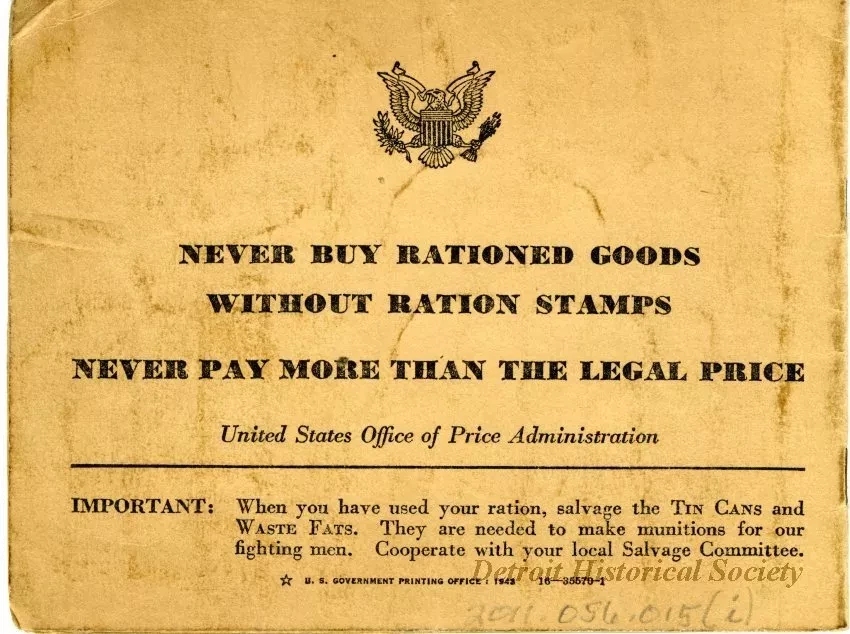 NEVER BUY RATIONED GOODS
WITHOUT RATION STAMPS
NEVER PAY MORE THAN THE LEGAL PRICE
United States Office of Price Administration
IMPORTANT: When you have used your ration, salvage the TIN CANS and
WASTE FATS. They are needed to make munitions for our
fighting men. Cooperate with your local Salvage Committee.
☆ U. S. GOVERNMENT PRINTING OFFICE : 1943 16—35570-1
Detroit Historical Society
2011.056.015(i)